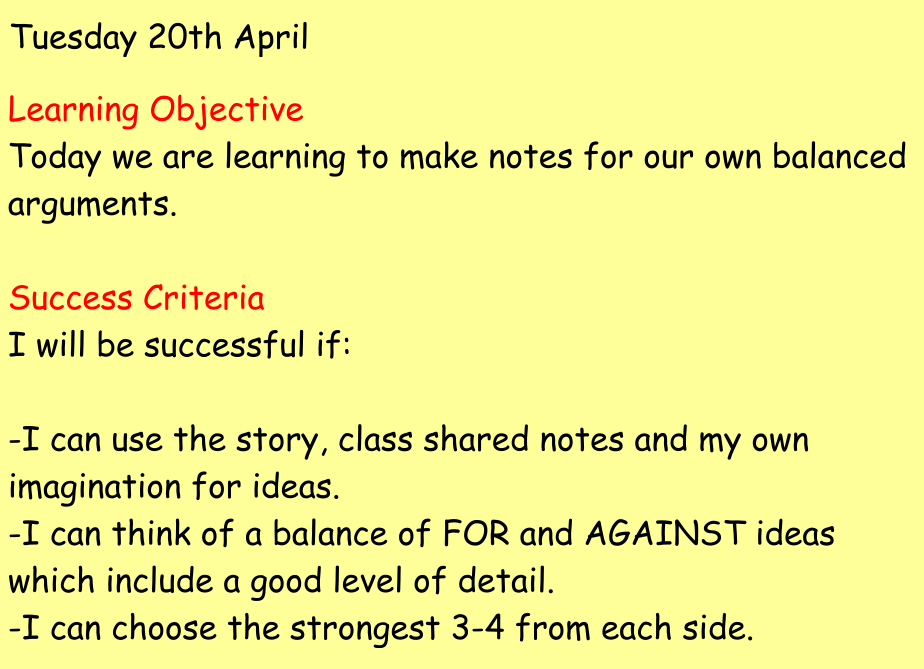 Tuesday 20th April
Learning Objective
Today we are learning to make notes for our own balanced
arguments.
Success Criteria
I will be successful if:
-I can use the story, class shared notes and my own
imagination for ideas.
-I can think of a balance of FOR and AGAINST ideas
which include a good level of detail.
-I can choose the strongest 3-4 from each side.